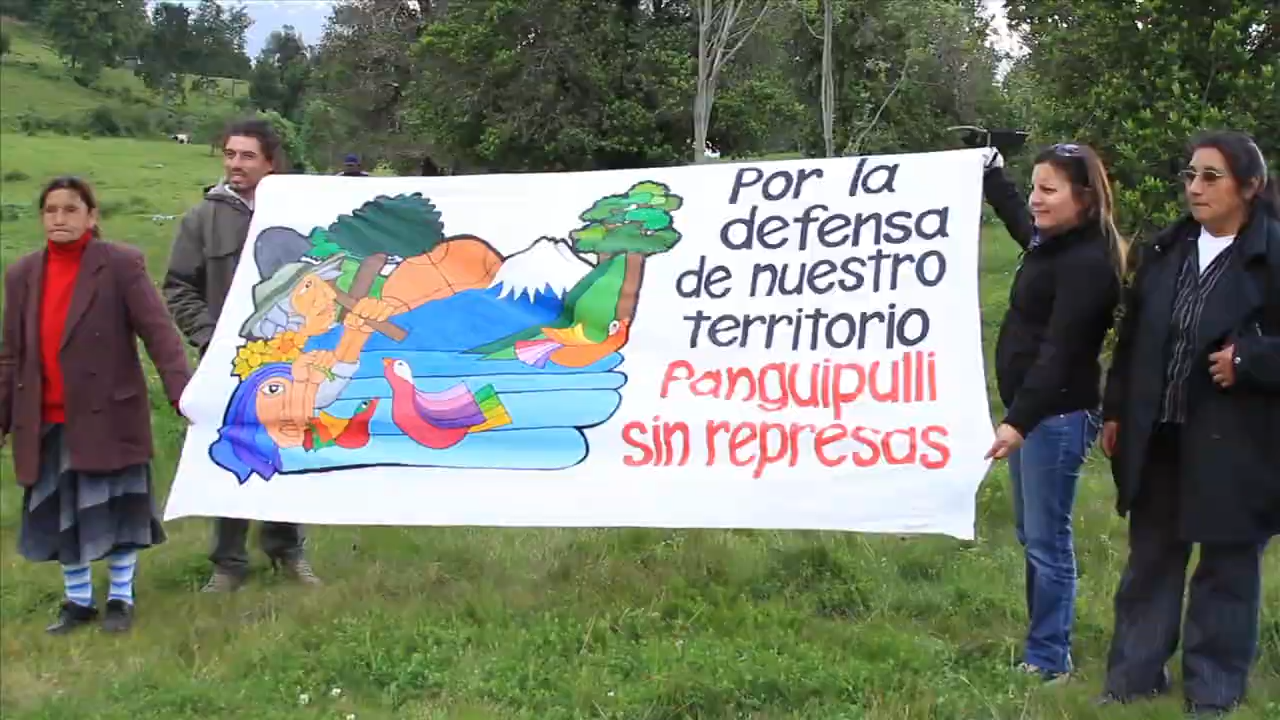 Por la
defensa
de nuestro
territorio
Panguipulli
sin represas